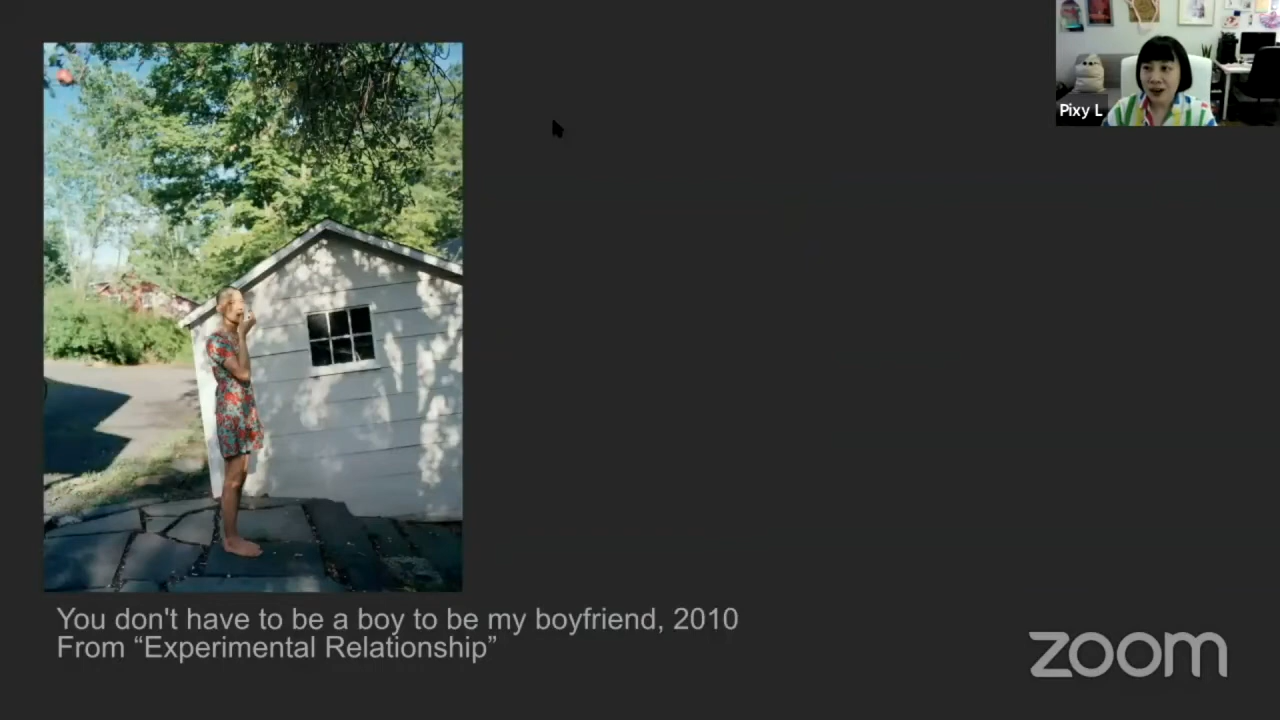 Pixy L
You don't have to be a boy to be my boyfriend, 2010
From “Experimental Relationship”
zoom